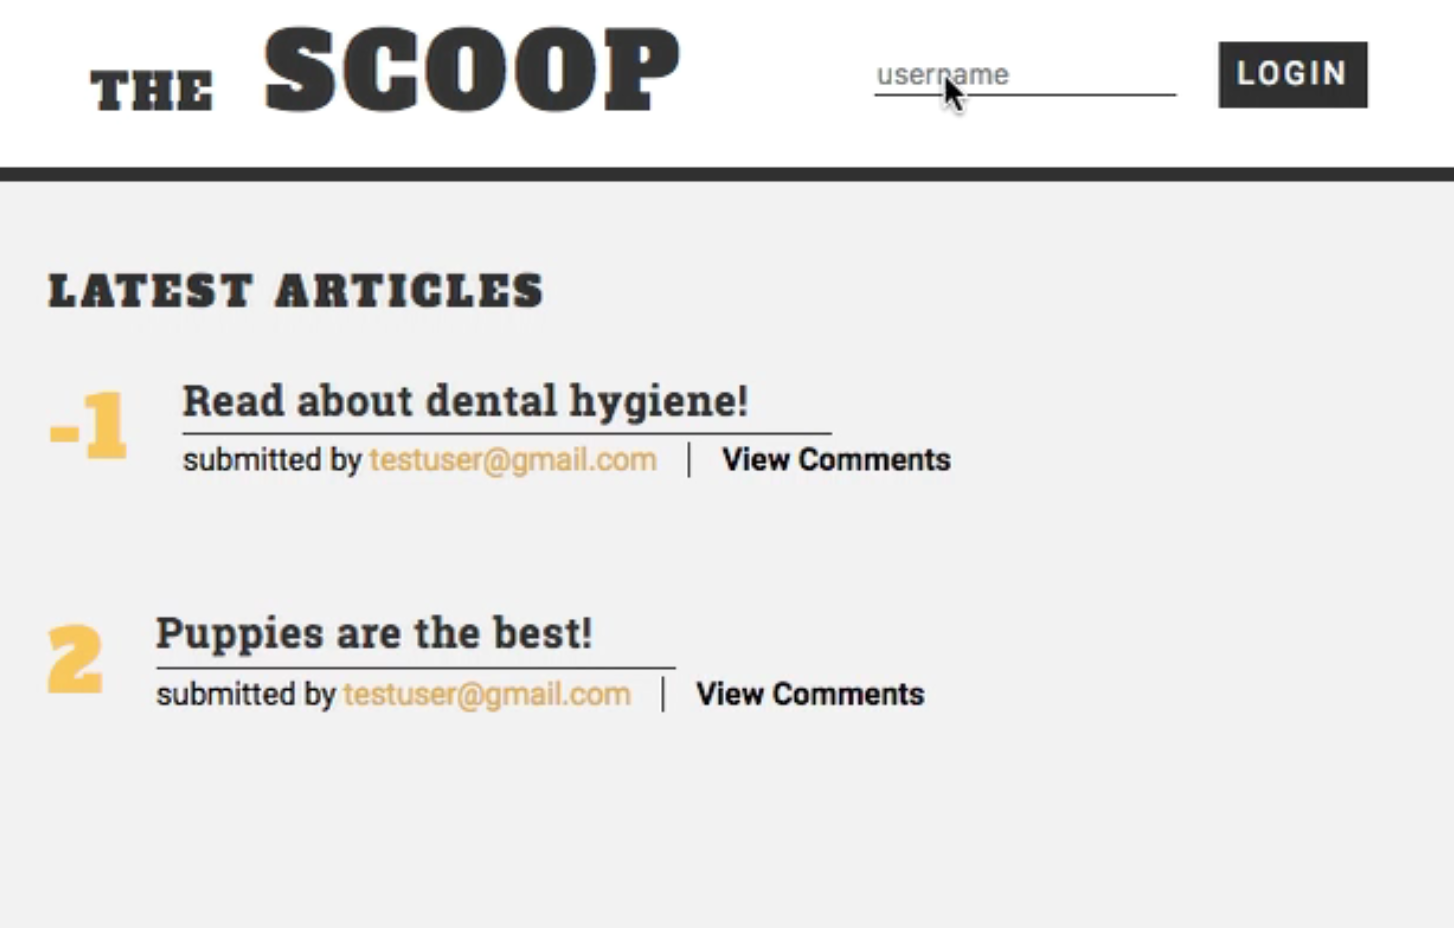 THE SCOOP
username
LOGIN
LATEST ARTICLES
-1
Read about dental hygiene!
submitted by testuser@gmail.com | View Comments
2
Puppies are the best!
submitted by testuser@gmail.com | View Comments